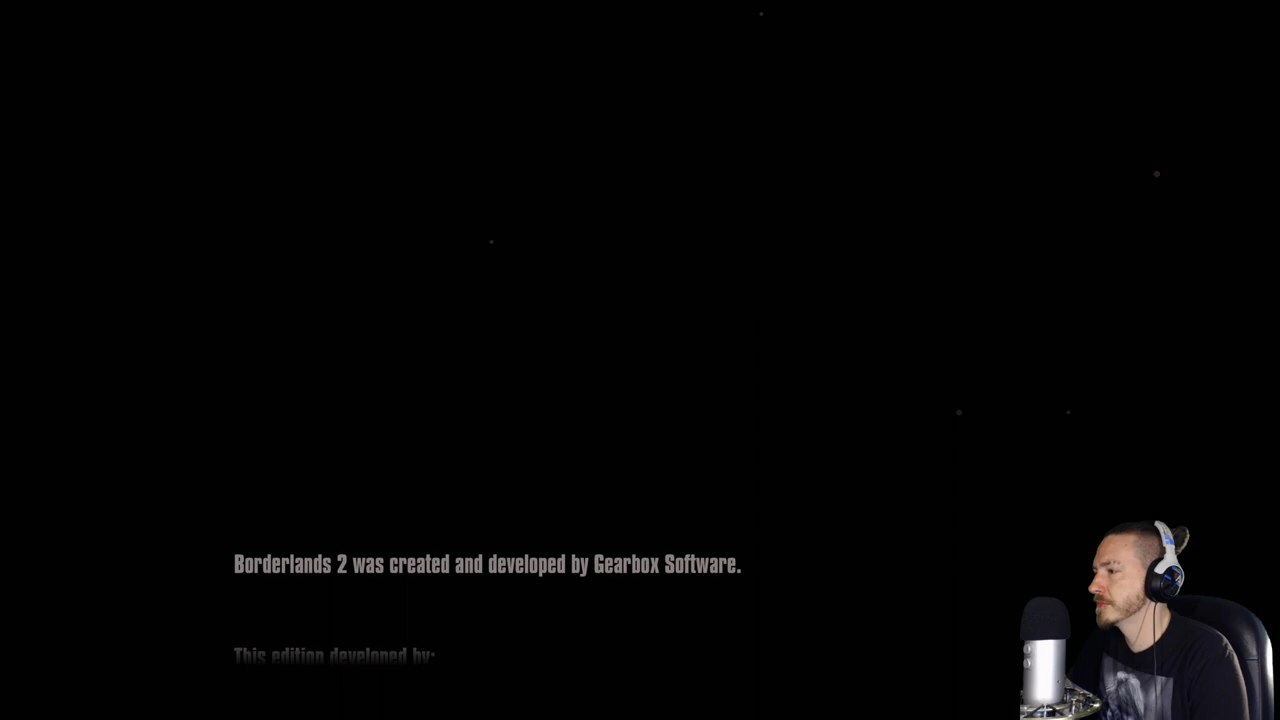 Borderlands 2 was created and developed by Gearbox Software.
This edition developed by: